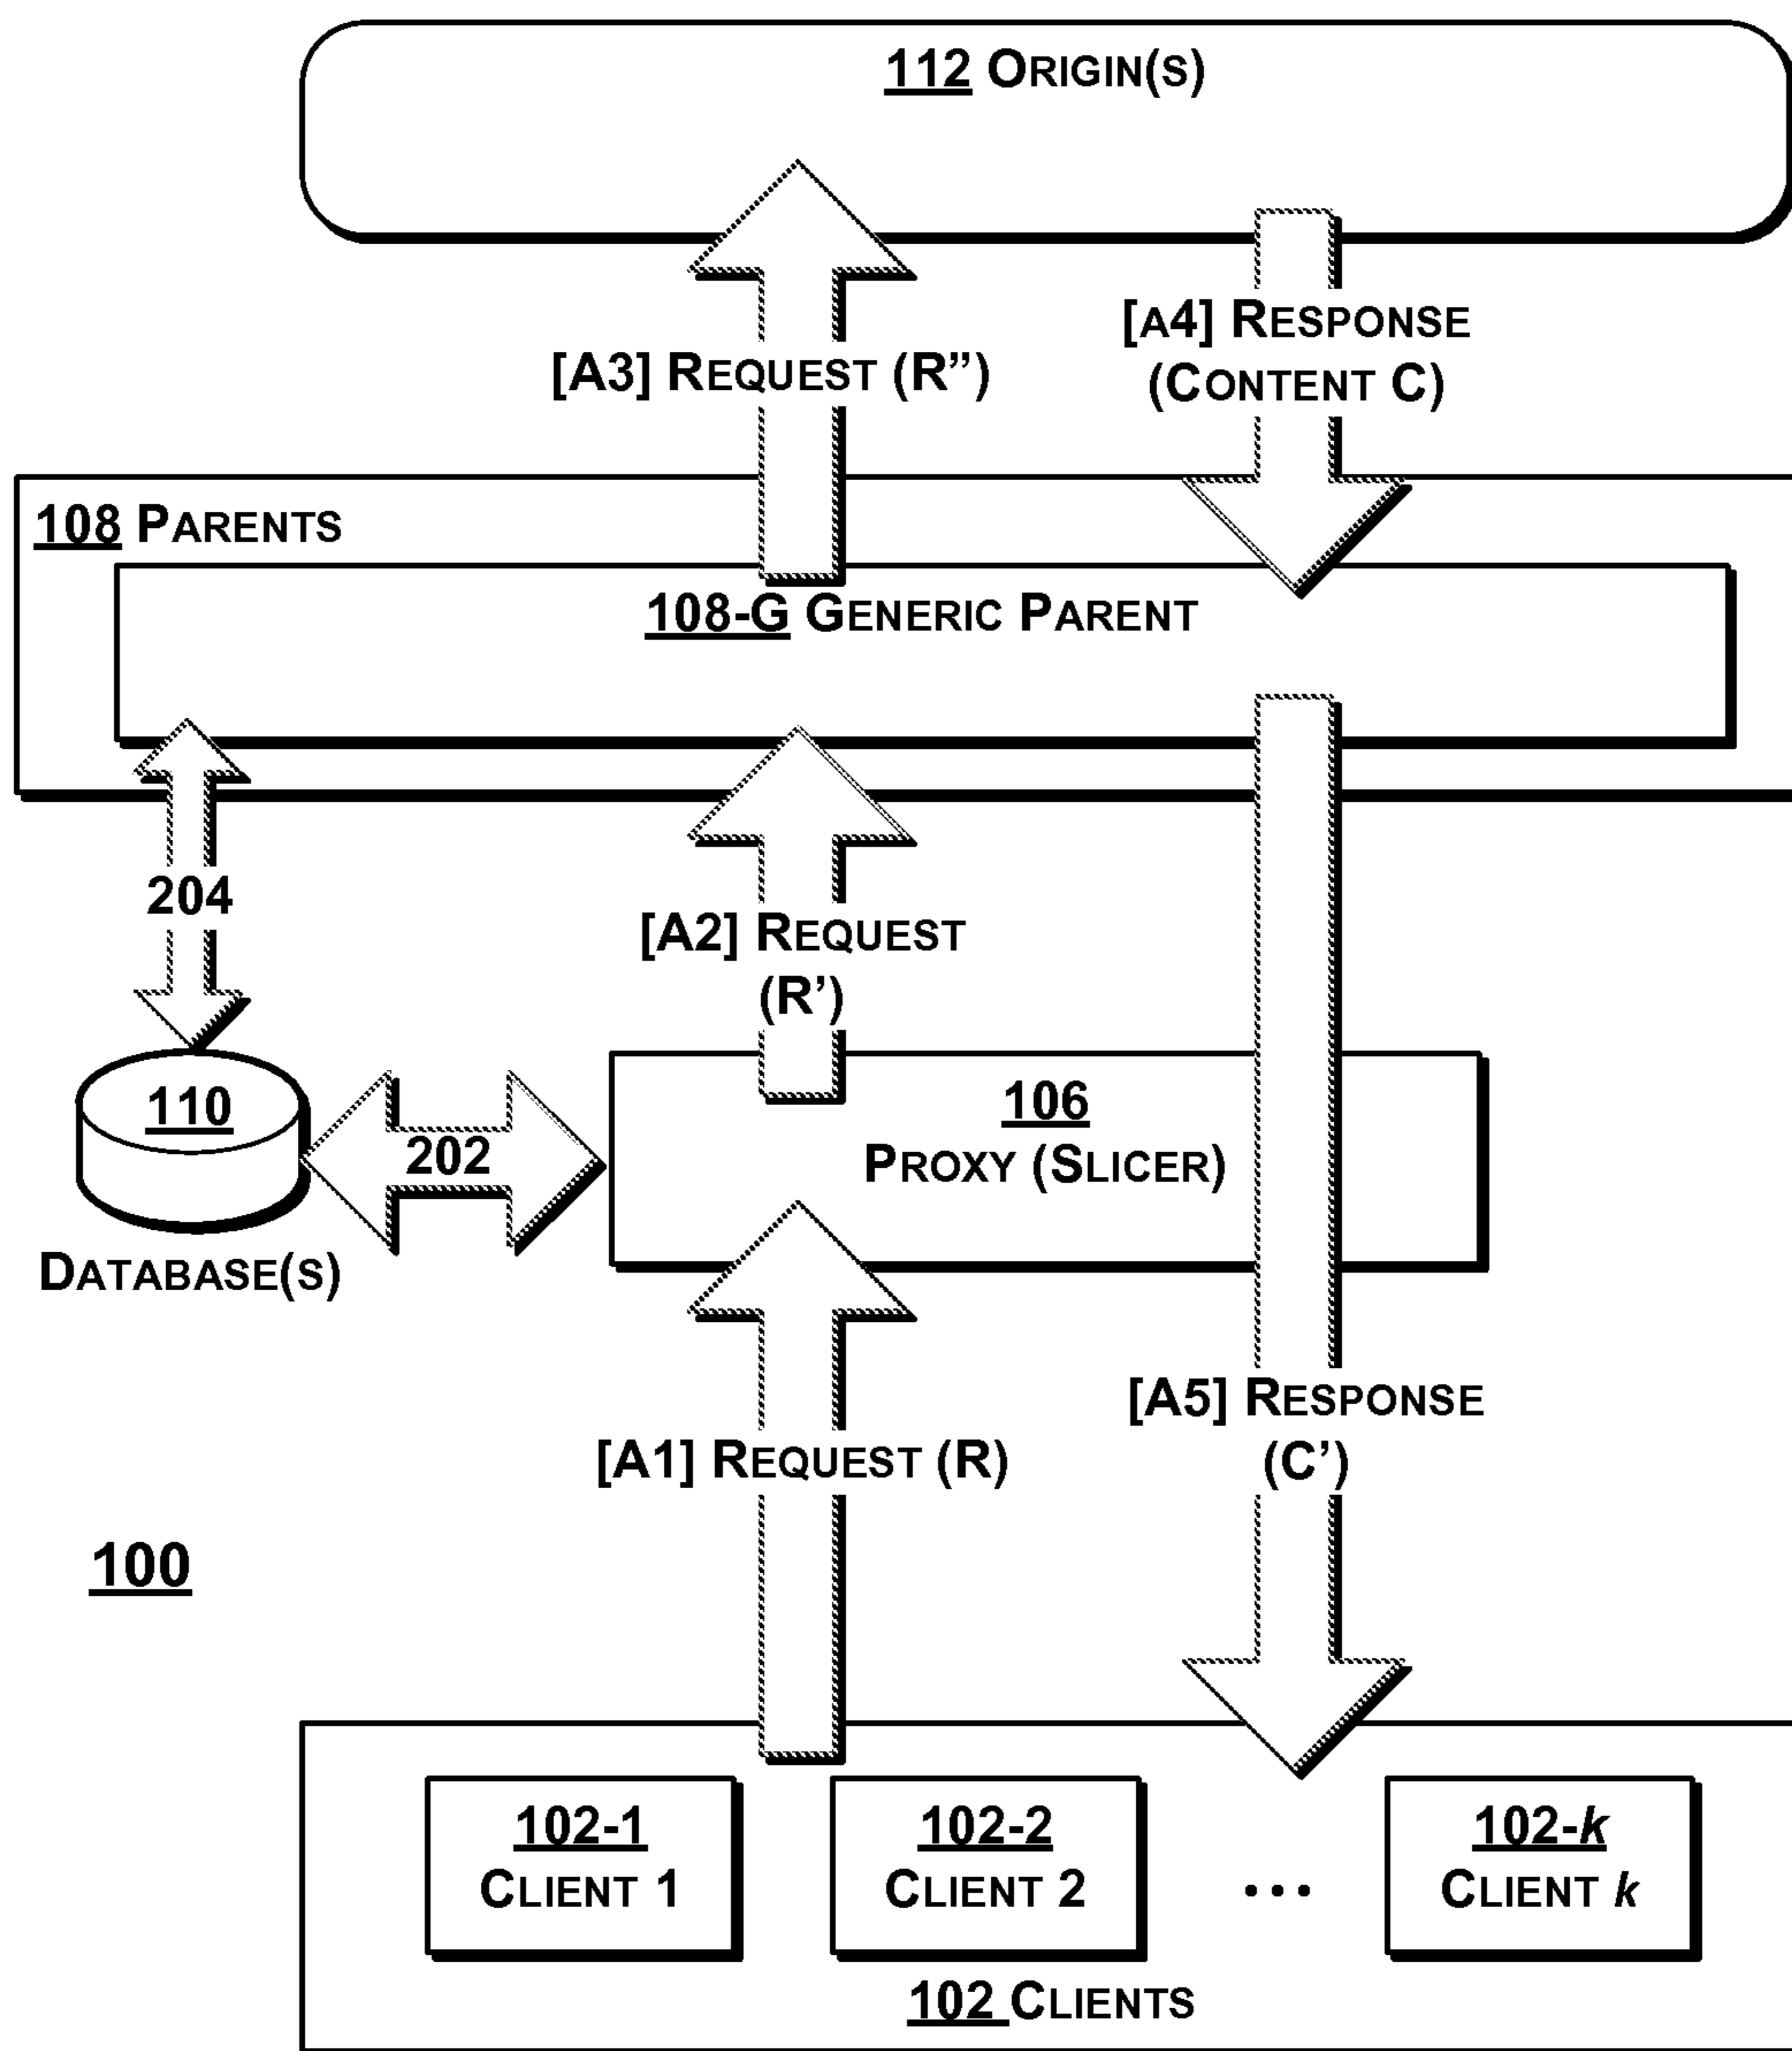 112 Origin(s)
[A3] Request (R”)
[A4] Response
(Content C)
108 Parents
108-G Generic Parent
204
[A2] Request
(R’)
110
202
106
Proxy (Slicer)
Database(s)
[A1] Request (R)
[A5] Response
(C’)
100
102-1
Client 1
102-2
Client 2
...
102-k
Client k
102 Clients